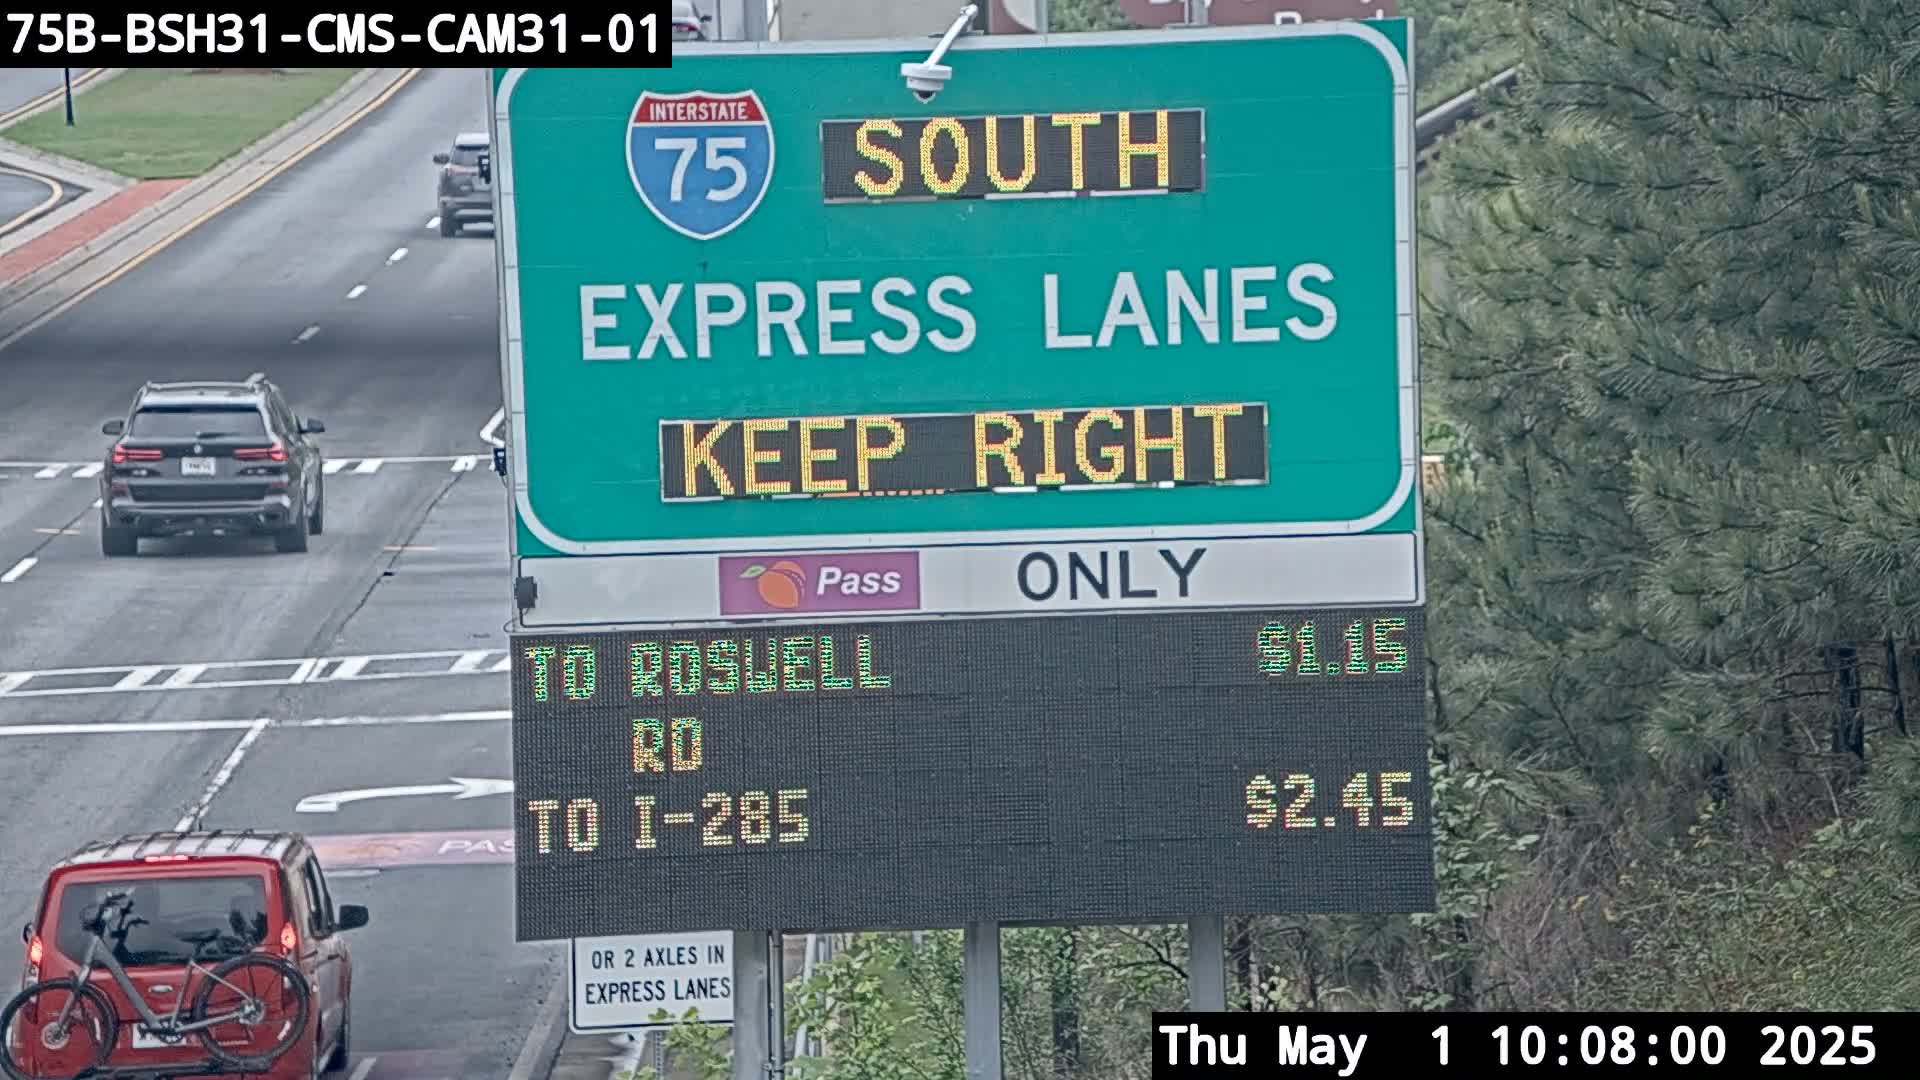 75B-BSH31-CMS-CAM31-01
INTERSTATE
75
SOUTH
EXPRESS LANES
KEEP RIGHT
Pass ONLY
TO ROSWELL $1.15
RD
TO I-285 $2.45
OR 2 AXLES IN
EXPRESS LANES
Thu May 1 10:08:00 2025